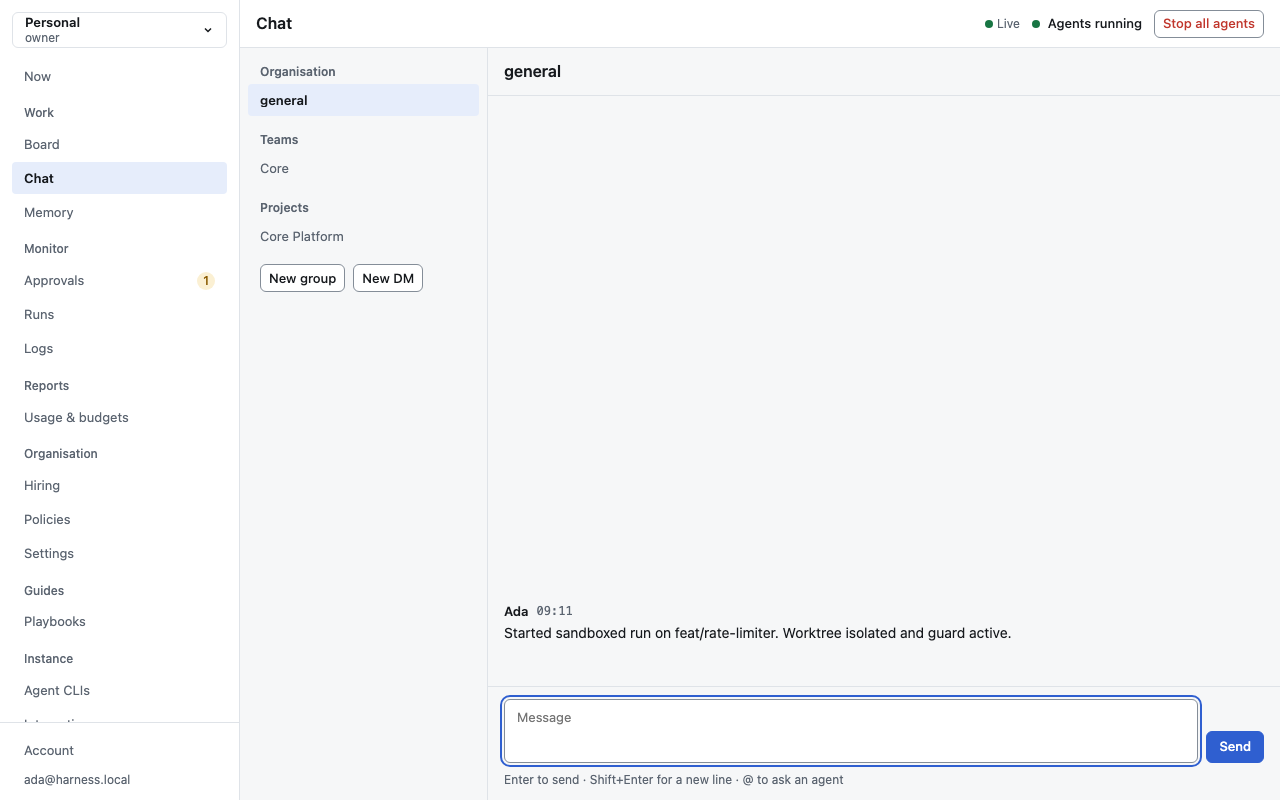 Personal
owner
Now
Work
Board
Chat
Memory
Monitor
Approvals 1
Runs
Logs
Reports
Usage & budgets
Organisation
Hiring
Policies
Settings
Guides
Playbooks
Instance
Agent CLIs
Account
ada@harness.local
Chat
Live Agents running Stop all agents
Organisation
general
Teams
Core
Projects
Core Platform
New group New DM
general
Ada 09:11
Started sandboxed run on feat/rate-limiter. Worktree isolated and guard active.
Message
Send
Enter to send · Shift+Enter for a new line · @ to ask an agent